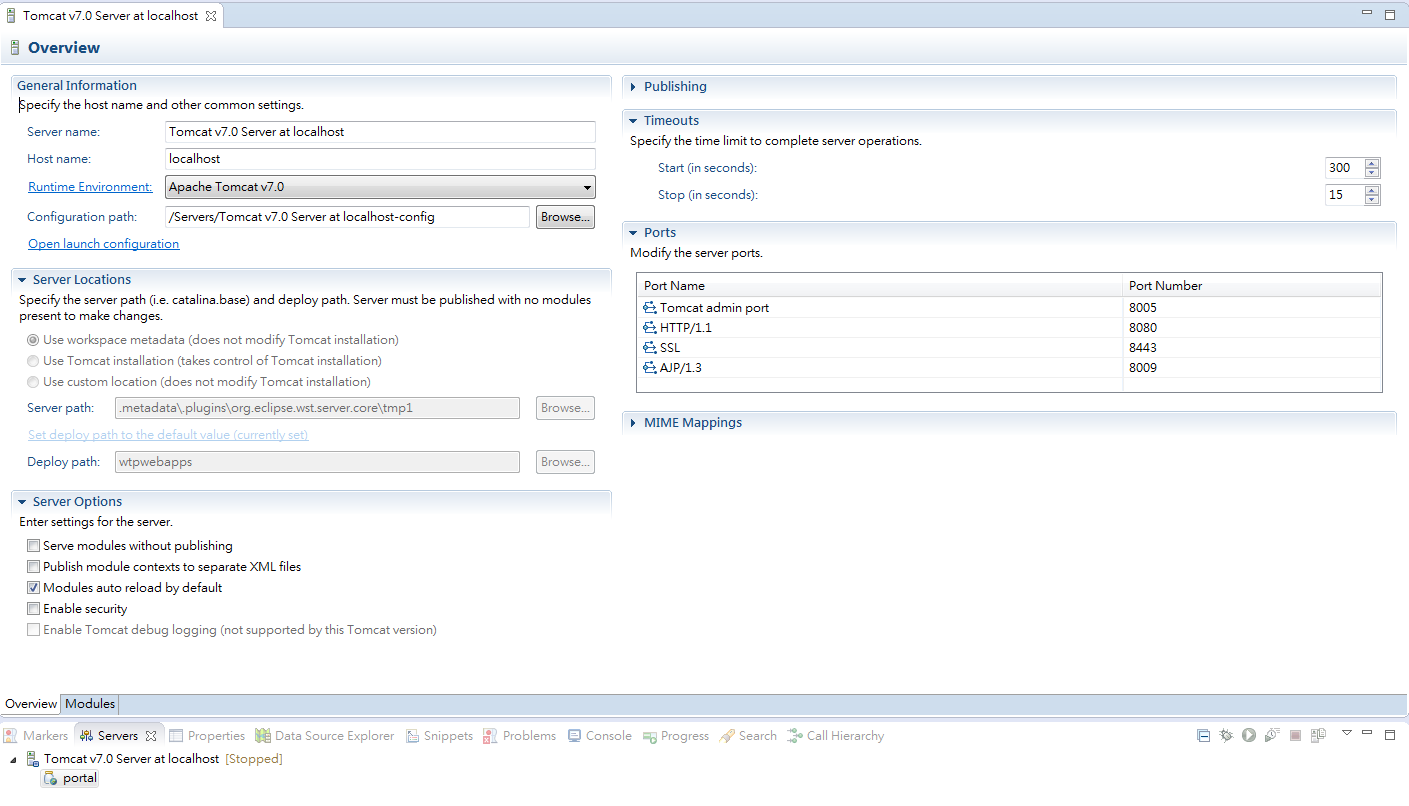 Tomcat v7.0 Server at localhost
Overview
General Information
Specify the host name and other common settings.
Server name: Tomcat v7.0 Server at localhost
Host name: localhost
Runtime Environment: Apache Tomcat v7.0
Configuration path: /Servers/Tomcat v7.0 Server at localhost-config Browse...
Open launch configuration
Server Locations
Specify the server path (i.e. catalina.base) and deploy path. Server must be published with no modules
present to make changes.
Use workspace metadata (does not modify Tomcat installation)
Use Tomcat installation (takes control of Tomcat installation)
Use custom location (does not modify Tomcat installation)
Server path: .metadata\.plugins\org.eclipse.wst.server.core\tmp1 Browse...
Set deploy path to the default value (currently set)
Deploy path: wtpwebapps Browse...
Server Options
Enter settings for the server.
Serve modules without publishing
Publish module contexts to separate XML files
Modules auto reload by default
Enable security
Enable Tomcat debug logging (not supported by this Tomcat version)
Publishing
Timeouts
Specify the time limit to complete server operations.
Start (in seconds): 300
Stop (in seconds): 15
Ports
Modify the server ports.
Port Name Port Number
Tomcat admin port 8005
HTTP/1.1 8080
SSL 8443
AJP/1.3 8009
MIME Mappings
Overview Modules
Markers Servers Properties Data Source Explorer Snippets Problems Console Progress Search Call Hierarchy
Tomcat v7.0 Server at localhost [Stopped]
portal